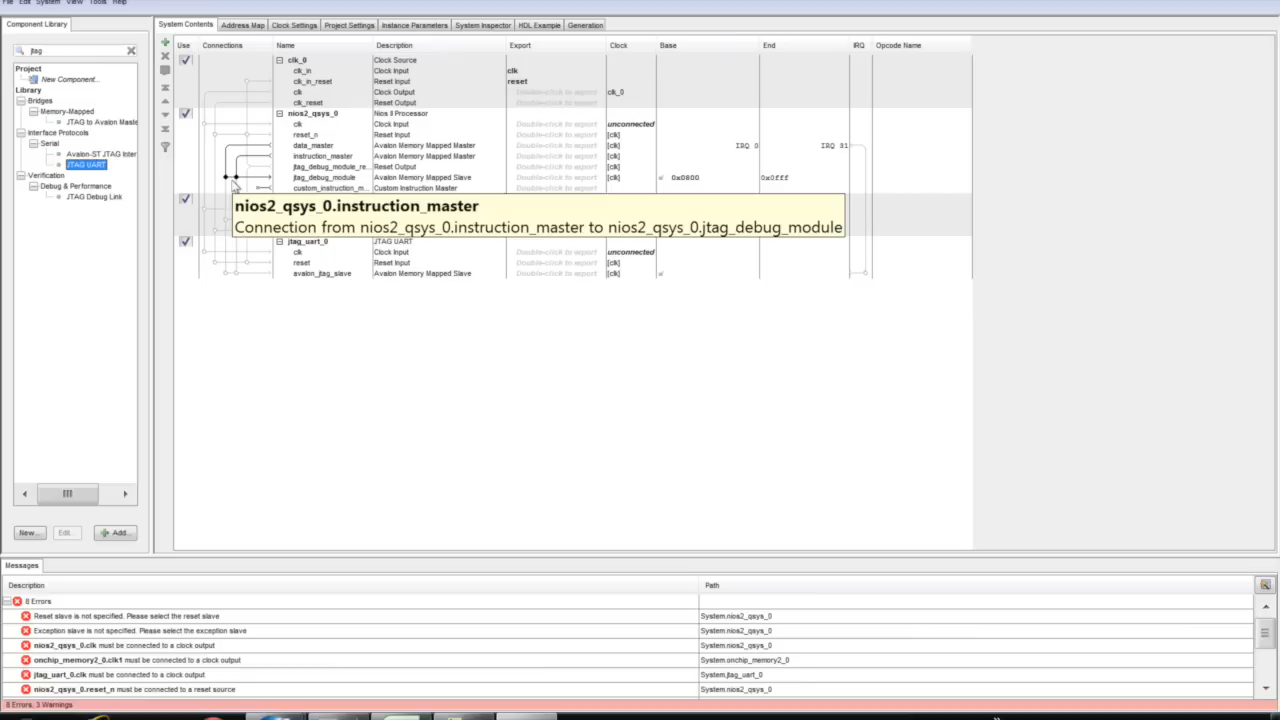 File Edit System View Tools Help
Component Library
jtag
Project
New Component...
Library
Bridges
Memory-Mapped
JTAG to Avalon Maste
Interface Protocols
Serial
Avalon-ST JTAG Inter
JTAG UART
Verification
Debug & Performance
JTAG Debug Link
New...
Edit...
Add...
System Contents Address Map Clock Settings Project Settings Instance Parameters System Inspector HDL Example Generation
Use Connections Name Description Export Clock Base End IRQ Opcode Name
clk_0 Clock Source
clk_in Clock Input clk
clk_in_reset Reset Input reset
clk Clock Output Double-click to export clk_0
clk_reset Reset Output Double-click to export
nios2_qsys_0 Nios II Processor
clk Clock Input Double-click to export unconnected
reset_n Reset Input Double-click to export [clk]
data_master Avalon Memory Mapped Master Double-click to export [clk] IRQ 0 IRQ 31
instruction_master Avalon Memory Mapped Master Double-click to export [clk]
jtag_debug_module_re... Reset Output Double-click to export [clk]
jtag_debug_module Avalon Memory Mapped Slave Double-click to export [clk] 0x0800 0x0fff
custom_instruction_m... Custom Instruction Master
nios2_qsys_0.instruction_master
Connection from nios2_qsys_0.instruction_master to nios2_qsys_0.jtag_debug_module
jtag_uart_0 JTAG UART
clk Clock Input Double-click to export unconnected
reset Reset Input Double-click to export [clk]
avalon_jtag_slave Avalon Memory Mapped Slave Double-click to export [clk]
Messages
Description Path
8 Errors
Reset slave is not specified. Please select the reset slave System.nios2_qsys_0
Exception slave is not specified. Please select the exception slave System.nios2_qsys_0
nios2_qsys_0.clk must be connected to a clock output System.nios2_qsys_0
onchip_memory2_0.clk1 must be connected to a clock output System.onchip_memory2_0
jtag_uart_0.clk must be connected to a clock output System.jtag_uart_0
nios2_qsys_0.reset_n must be connected to a reset source System.nios2_qsys_0
8 Errors, 3 Warnings